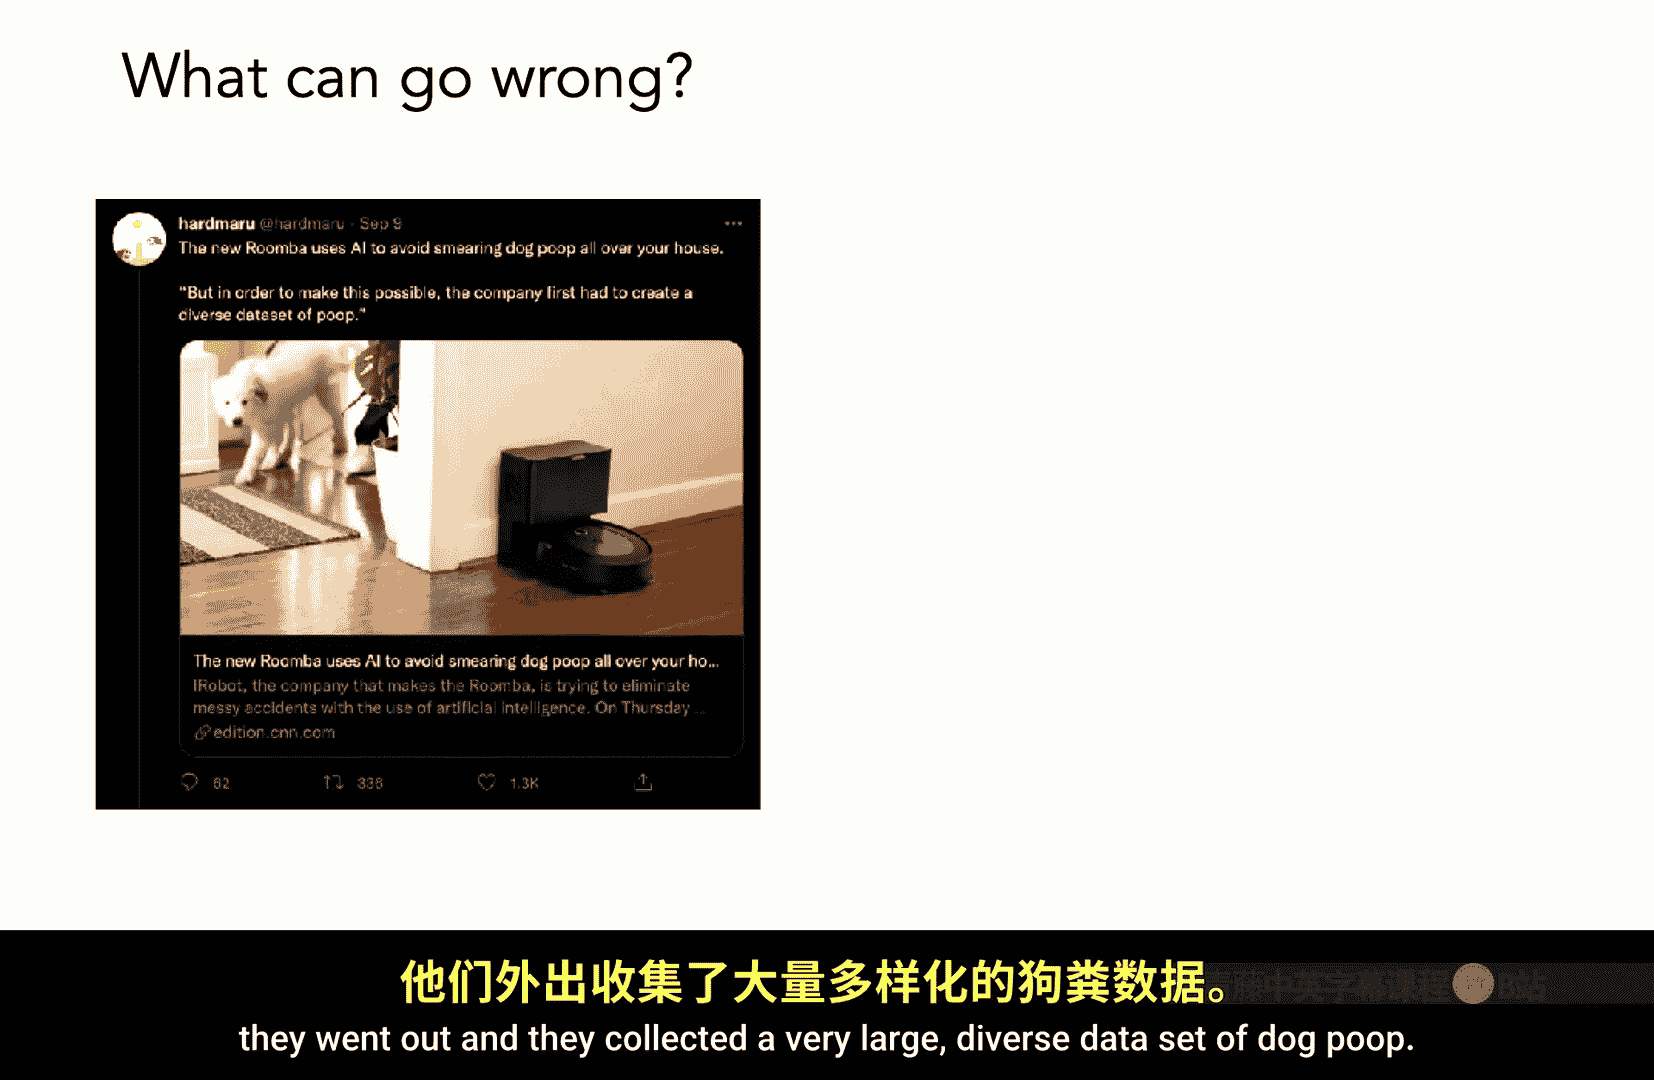 What can go wrong?
hardmaru @hardmaru · Sep 9
The new Roomba uses AI to avoid smearing dog poop all over your house.
"But in order to make this possible, the company first had to create a
diverse dataset of poop."
The new Roomba uses AI to avoid smearing dog poop all over your ho...
IRobot, the company that makes the Roomba, is trying to eliminate
messy accidents with the use of artificial intelligence. On Thursday ...
edition.cnn.com
82 336 1.3K
他们外出收集了大量多样化的狗粪数据。
they went out and they collected a very large, diverse data set of dog poop.